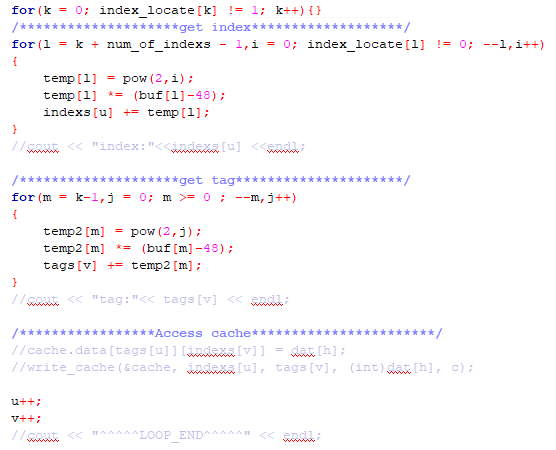 for(k = 0; index_locate[k] != 1; k++){}
/********************get index*******************/
for(l = k + num_of_indexs - 1,i = 0; index_locate[l] != 0; --l,i++)
{
temp[l] = pow(2,i);
temp[l] *= (buf[l]-48);
indexs[u] += temp[l];
}
//cout << "index:"<<indexs[u] <<endl;
/********************get tag*********************/
for(m = k-1,j = 0; m >= 0 ; --m,j++)
{
temp2[m] = pow(2,j);
temp2[m] *= (buf[m]-48);
tags[v] += temp2[m];
}
//cout << "tag:"<< tags[v] << endl;
/*****************Access cache***********************/
//cache.data[tags[u]][indexs[v]] = dat[h];
//write_cache(&cache, indexs[u], tags[v], (int)dat[h], c);
u++;
v++;
//cout << "^^^^^LOOP_END^^^^^" << endl;